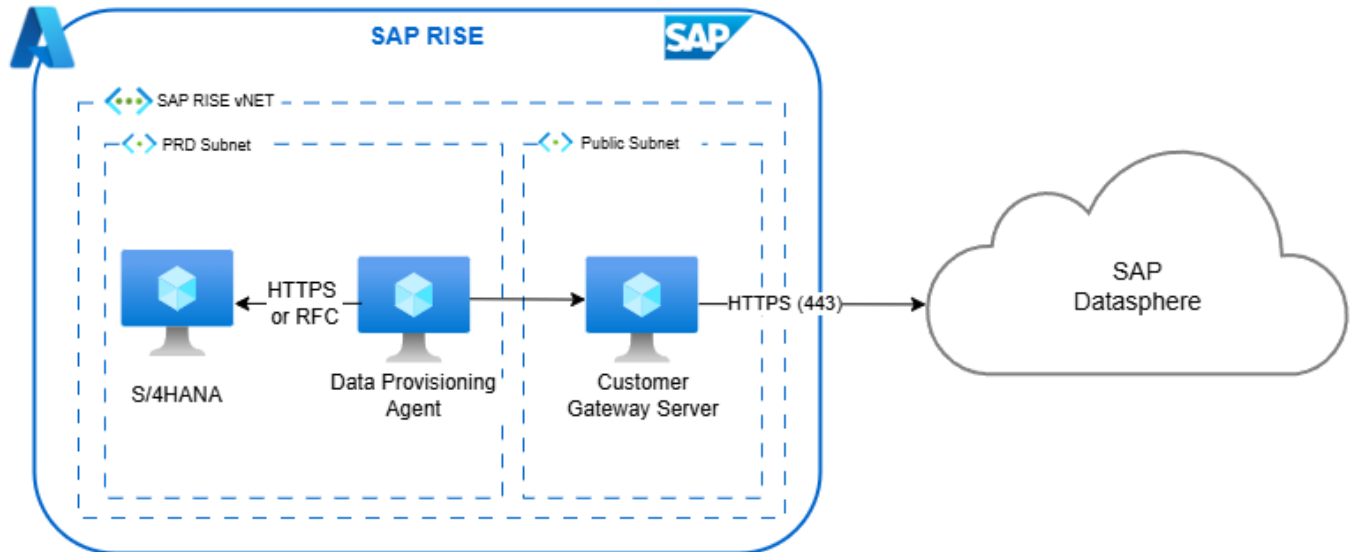 SAP RISE
SAP
SAP RISE vNET
PRD Subnet
Public Subnet
HTTPS
or RFC
HTTPS (443)
S/4HANA
Data Provisioning
Agent
Customer
Gateway Server
SAP
Datasphere